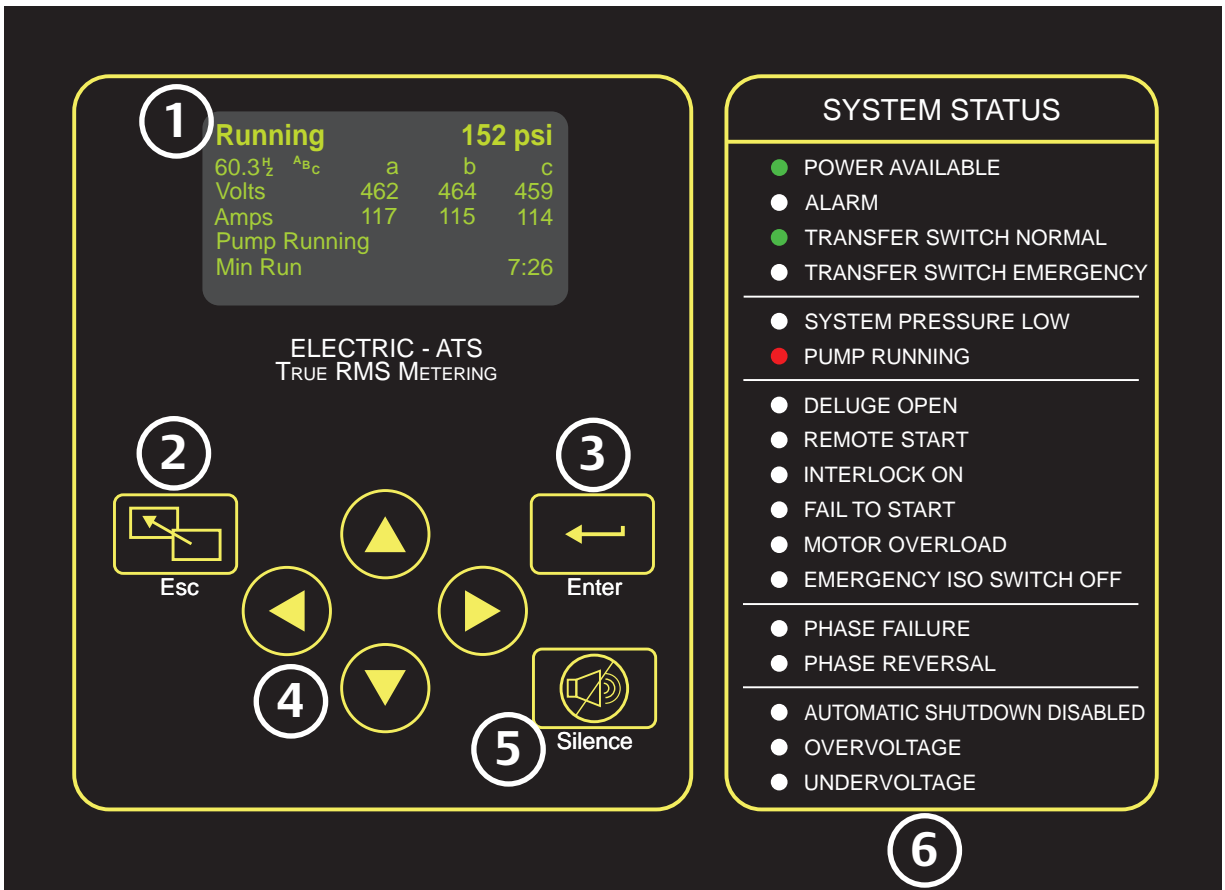 1
Running 152 psi
60.3 Hz ABC a b c
Volts 462 464 459
Amps 117 115 114
Pump Running
Min Run 7:26
ELECTRIC - ATS
TRUE RMS METERING
2
Esc
3
Enter
4
5
Silence
SYSTEM STATUS
POWER AVAILABLE
ALARM
TRANSFER SWITCH NORMAL
TRANSFER SWITCH EMERGENCY
SYSTEM PRESSURE LOW
PUMP RUNNING
DELUGE OPEN
REMOTE START
INTERLOCK ON
FAIL TO START
MOTOR OVERLOAD
EMERGENCY ISO SWITCH OFF
PHASE FAILURE
PHASE REVERSAL
AUTOMATIC SHUTDOWN DISABLED
OVERVOLTAGE
UNDERVOLTAGE
6